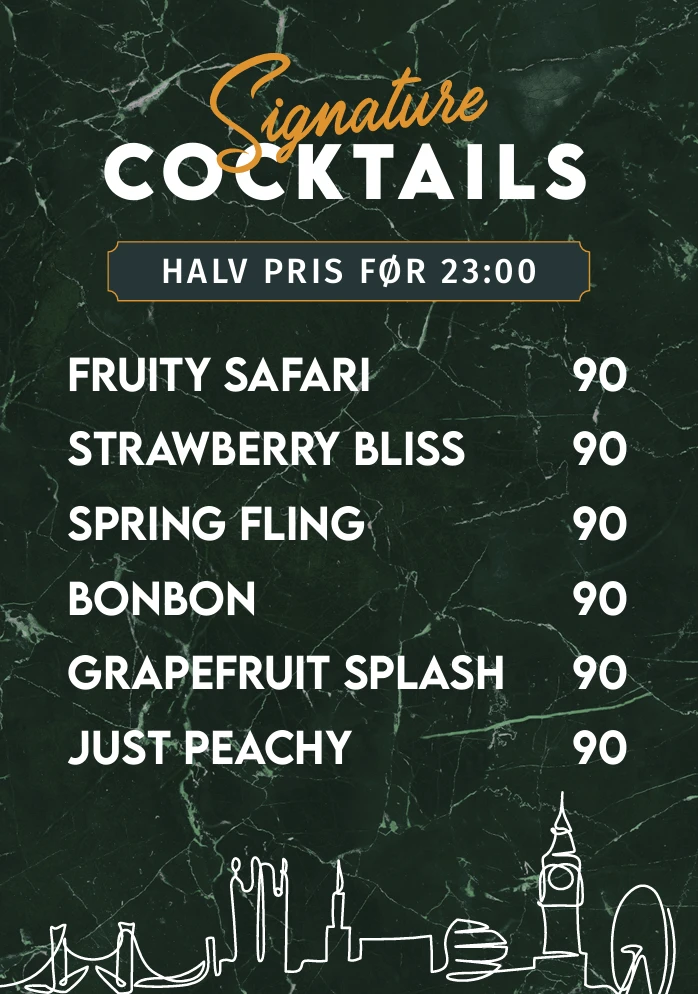 Signature
COCKTAILS
HALV PRIS FØR 23:00
FRUITY SAFARI 90
STRAWBERRY BLISS 90
SPRING FLING 90
BONBON 90
GRAPEFRUIT SPLASH 90
JUST PEACHY 90